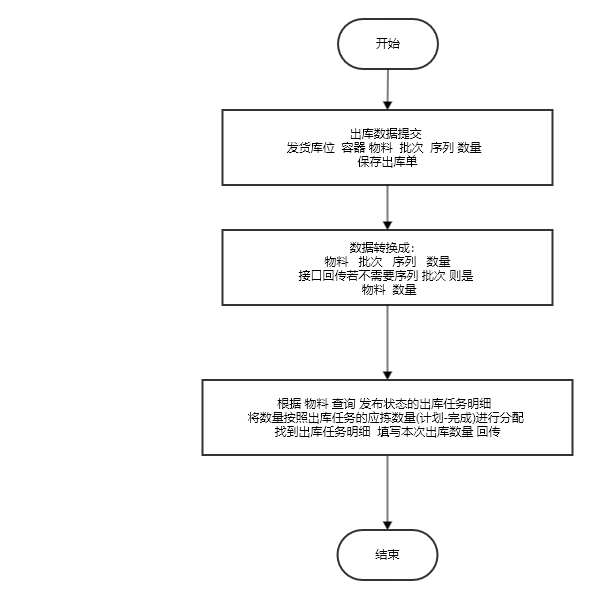 开始
出库数据提交
发货库位 容器 物料 批次 序列 数量
保存出库单
数据转换成:
物料 批次 序列 数量
接口回传若不需要序列 批次 则是
物料 数量
根据 物料 查询 发布状态的出库任务明细
将数量按照出库任务的应拣数量(计划-完成)进行分配
找到出库任务明细 填写本次出库数量 回传
结束